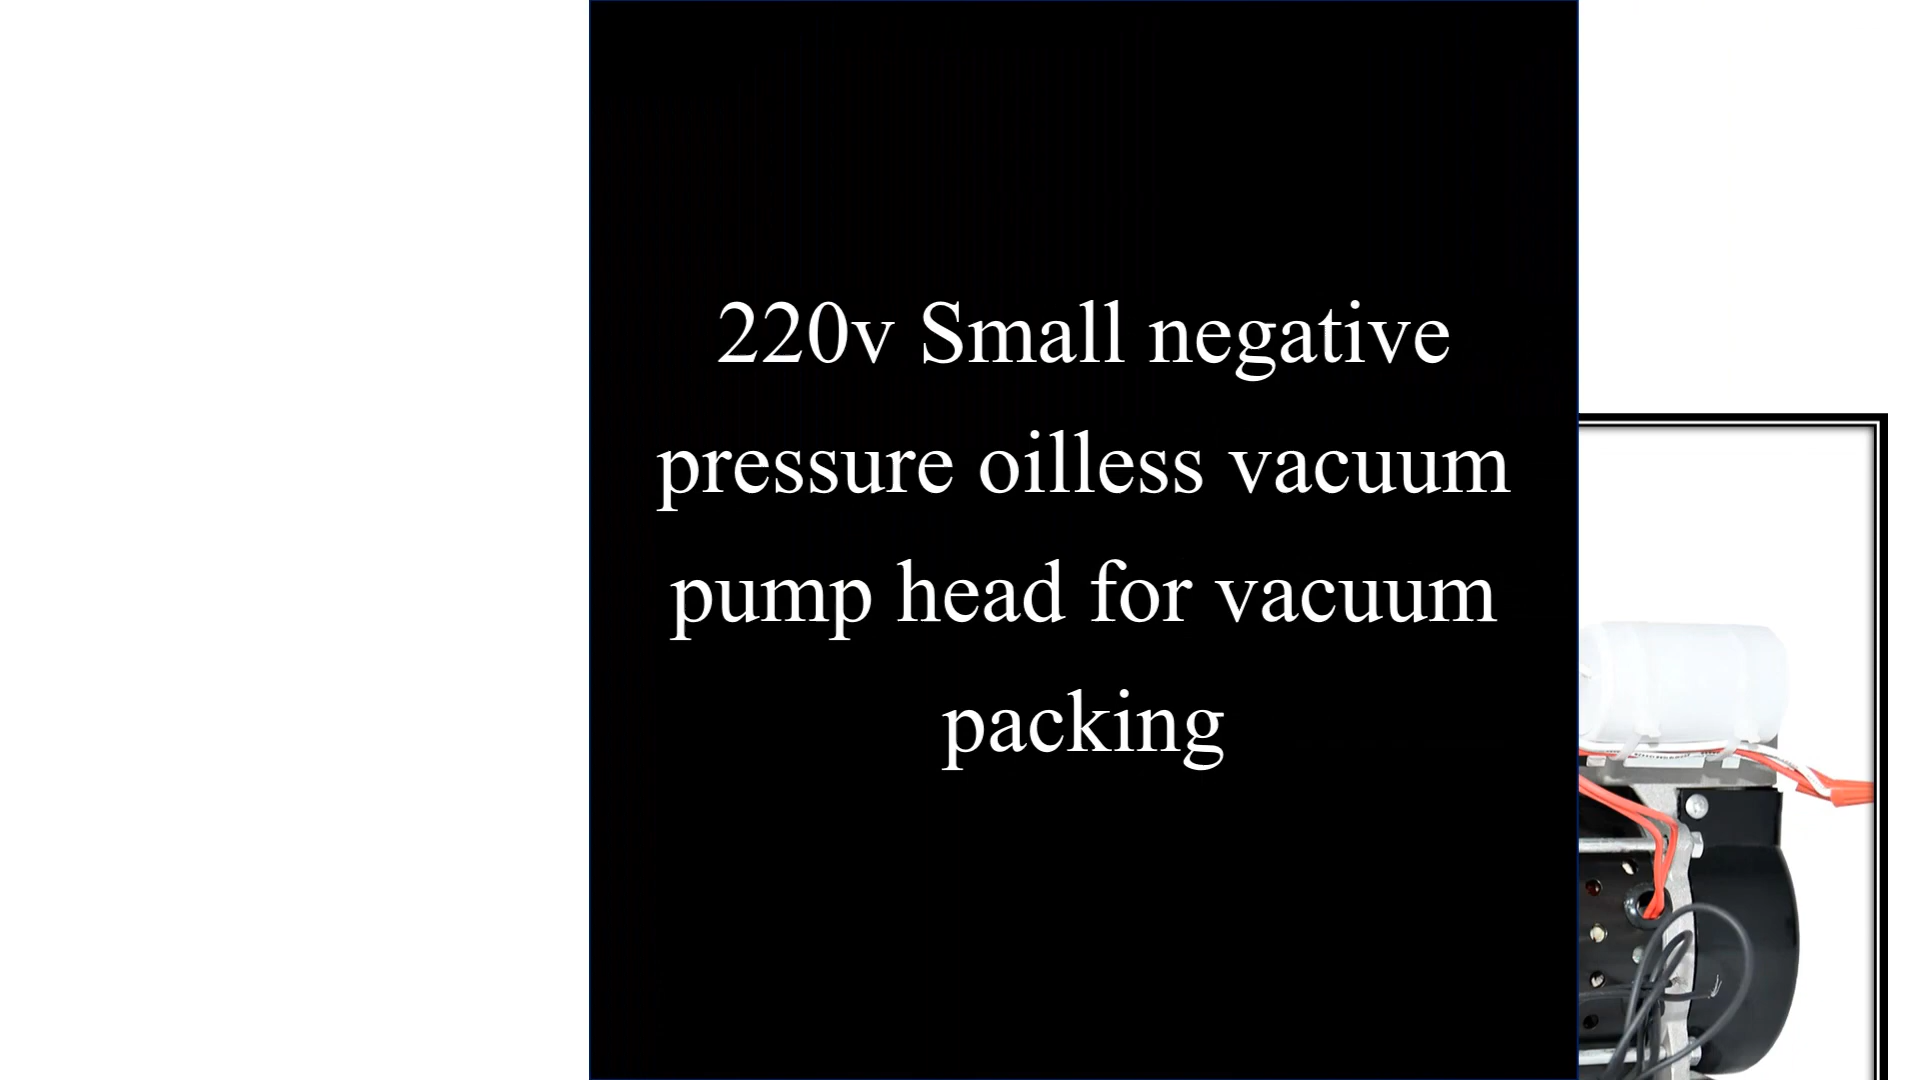 220v Small negative
pressure oilless vacuum
pump head for vacuum
packing